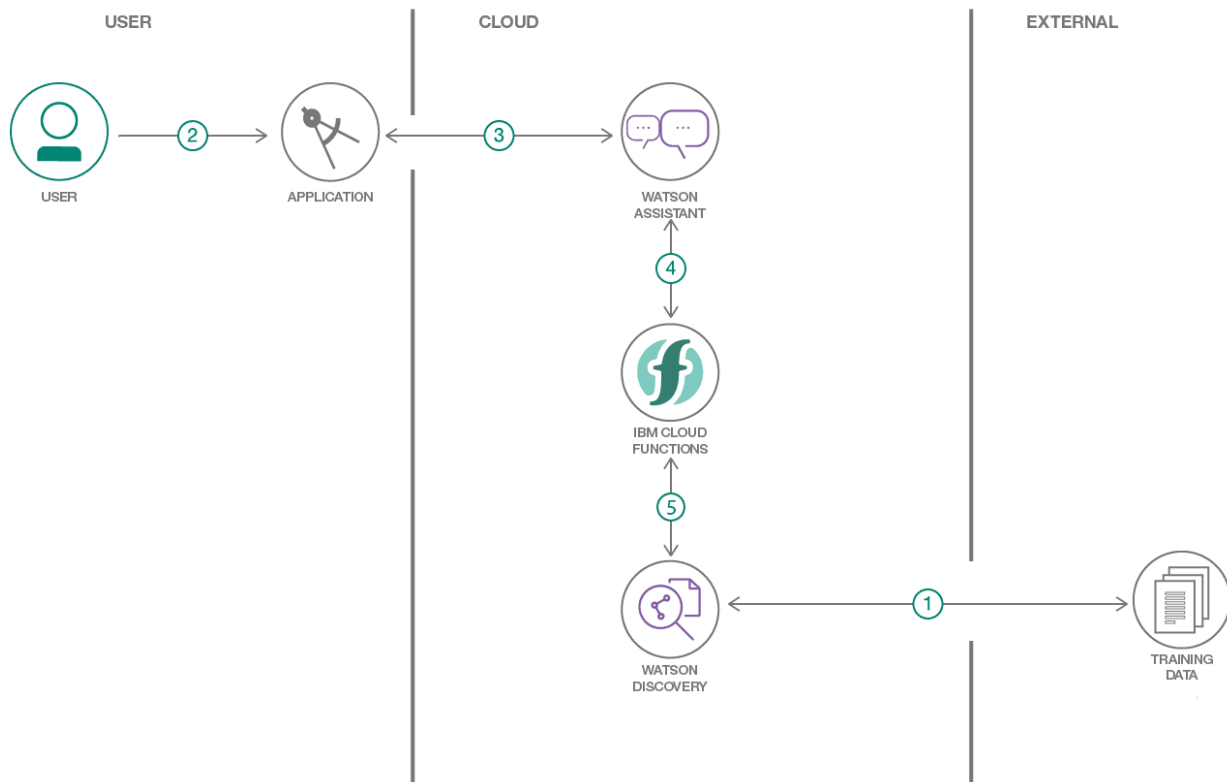 USER
CLOUD
EXTERNAL
2
3
USER
APPLICATION
WATSON
ASSISTANT
4
IBM CLOUD
FUNCTIONS
5
1
WATSON
DISCOVERY
TRAINING
DATA